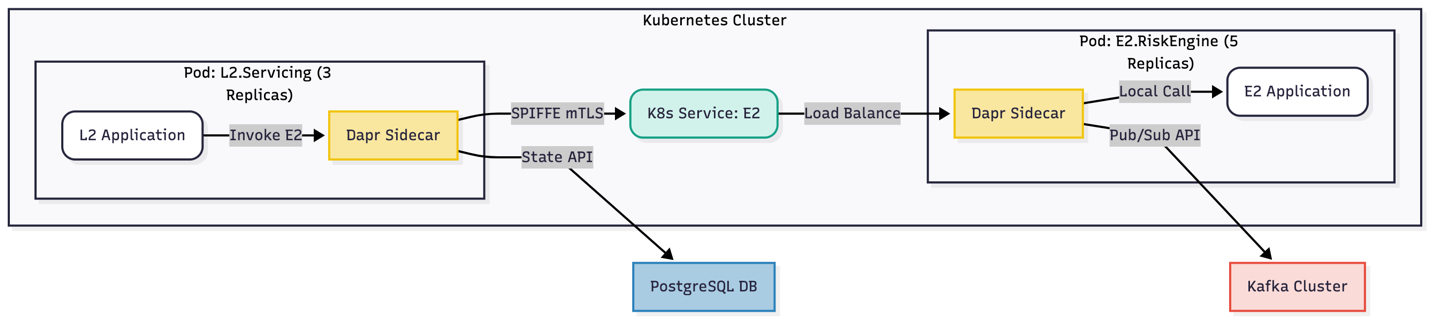 Kubernetes Cluster
Pod: L2.Servicing (3
Replicas)
L2 Application
Invoke E2
Dapr Sidecar
SPIFFE mTLS
State API
K8s Service: E2
Load Balance
Pod: E2.RiskEngine (5
Replicas)
Dapr Sidecar
Local Call
Pub/Sub API
E2 Application
PostgreSQL DB
Kafka Cluster